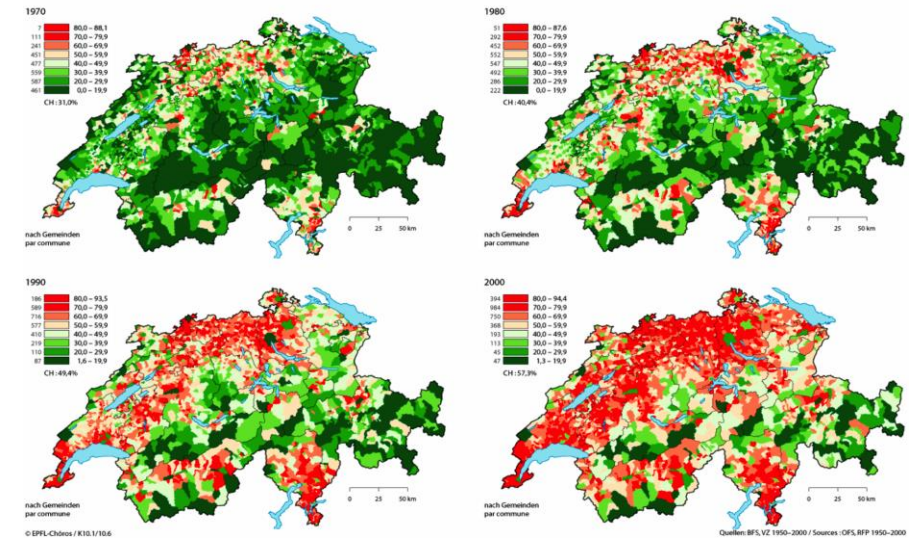 1970
7 80,0 – 88,1
111 70,0 – 79,9
241 60,0 – 69,9
451 50,0 – 59,9
477 40,0 – 49,9
559 30,0 – 39,9
587 20,0 – 29,9
461 0,0 – 19,9
CH : 31,0%
nach Gemeinden
par commune
0 25 50 km
1980
51 80,0 – 87,6
292 70,0 – 79,9
452 60,0 – 69,9
552 50,0 – 59,9
547 40,0 – 49,9
492 30,0 – 39,9
286 20,0 – 29,9
222 0,0 – 19,9
CH : 40,4%
nach Gemeinden
par commune
0 25 50 km
1990
186 80,0 – 93,5
589 70,0 – 79,9
716 60,0 – 69,9
577 50,0 – 59,9
410 40,0 – 49,9
219 30,0 – 39,9
110 20,0 – 29,9
87 1,6 – 19,9
CH : 49,4%
nach Gemeinden
par commune
0 25 50 km
2000
394 80,0 – 94,4
984 70,0 – 79,9
750 60,0 – 69,9
368 50,0 – 59,9
193 40,0 – 49,9
113 30,0 – 39,9
45 20,0 – 29,9
47 1,3 – 19,9
CH : 57,3%
nach Gemeinden
par commune
0 25 50 km
© EPFL-Chôros / K10.1/10.6
Quellen: BFS, VZ 1950–2000 / Sources : OFS, RFP 1950–2000